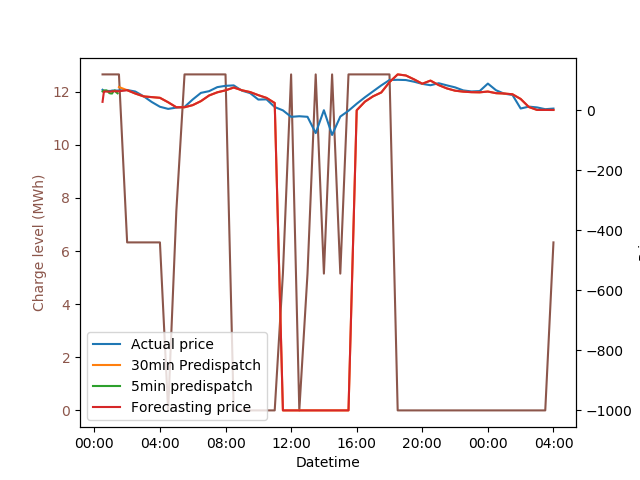 12
10
8
6
4
2
0
Charge level (MWh)
0
−200
−400
−600
−800
−1000
Actual price
30min Predispatch
5min predispatch
Forecasting price
00:00 04:00 08:00 12:00 16:00 20:00 00:00 04:00
Datetime